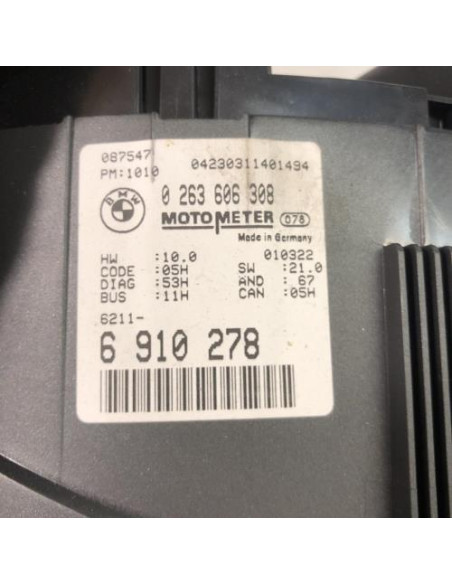 087547 04230311401494
PM:1010
BMW 0 263 606 308
MOTOMETER 078
Made in Germany
HW :10.0 010322
CODE :05H SW :21.0
DIAG :53H AND : 67
BUS :11H CAN :05H
6211-
6 910 278